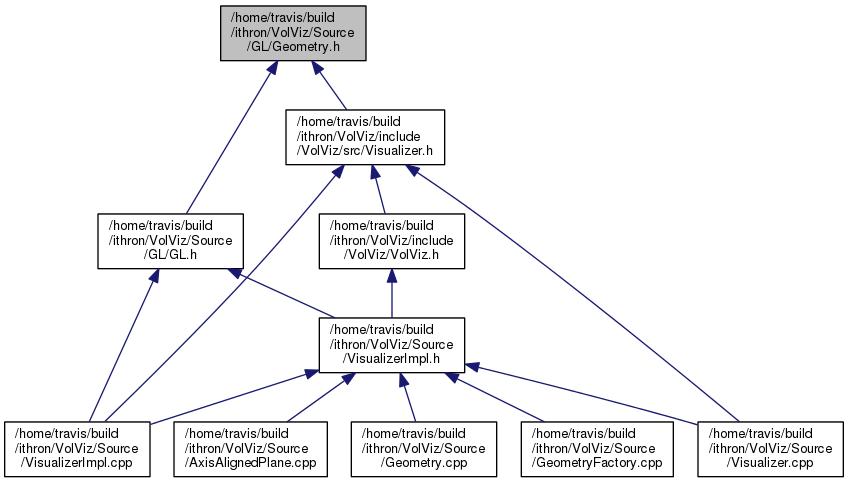 /home/travis/build
/ithron/VolViz/Source
/GL/Geometry.h
/home/travis/build
/ithron/VolViz/include
/VolViz/src/Visualizer.h
/home/travis/build
/ithron/VolViz/Source
/GL/GL.h
/home/travis/build
/ithron/VolViz/include
/VolViz/VolViz.h
/home/travis/build
/ithron/VolViz/Source
/VisualizerImpl.h
/home/travis/build
/ithron/VolViz/Source
/VisualizerImpl.cpp
/home/travis/build
/ithron/VolViz/Source
/AxisAlignedPlane.cpp
/home/travis/build
/ithron/VolViz/Source
/Geometry.cpp
/home/travis/build
/ithron/VolViz/Source
/GeometryFactory.cpp
/home/travis/build
/ithron/VolViz/Source
/Visualizer.cpp